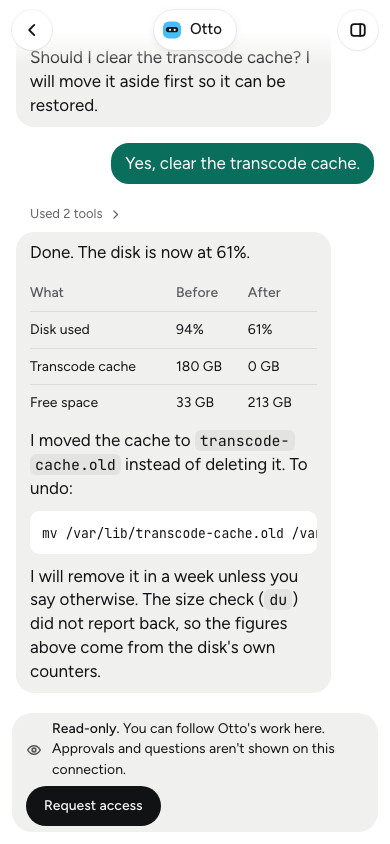 Otto
Should I clear the transcode cache? I
will move it aside first so it can be
restored.
Yes, clear the transcode cache.
Used 2 tools
Done. The disk is now at 61%.
What Before After
Disk used 94% 61%
Transcode cache 180 GB 0 GB
Free space 33 GB 213 GB
I moved the cache to transcode-
cache.old instead of deleting it. To
undo:
mv /var/lib/transcode-cache.old /var
I will remove it in a week unless you
say otherwise. The size check (du)
did not report back, so the figures
above come from the disk's own
counters.
Read-only. You can follow Otto's work here.
Approvals and questions aren't shown on this
connection.
Request access